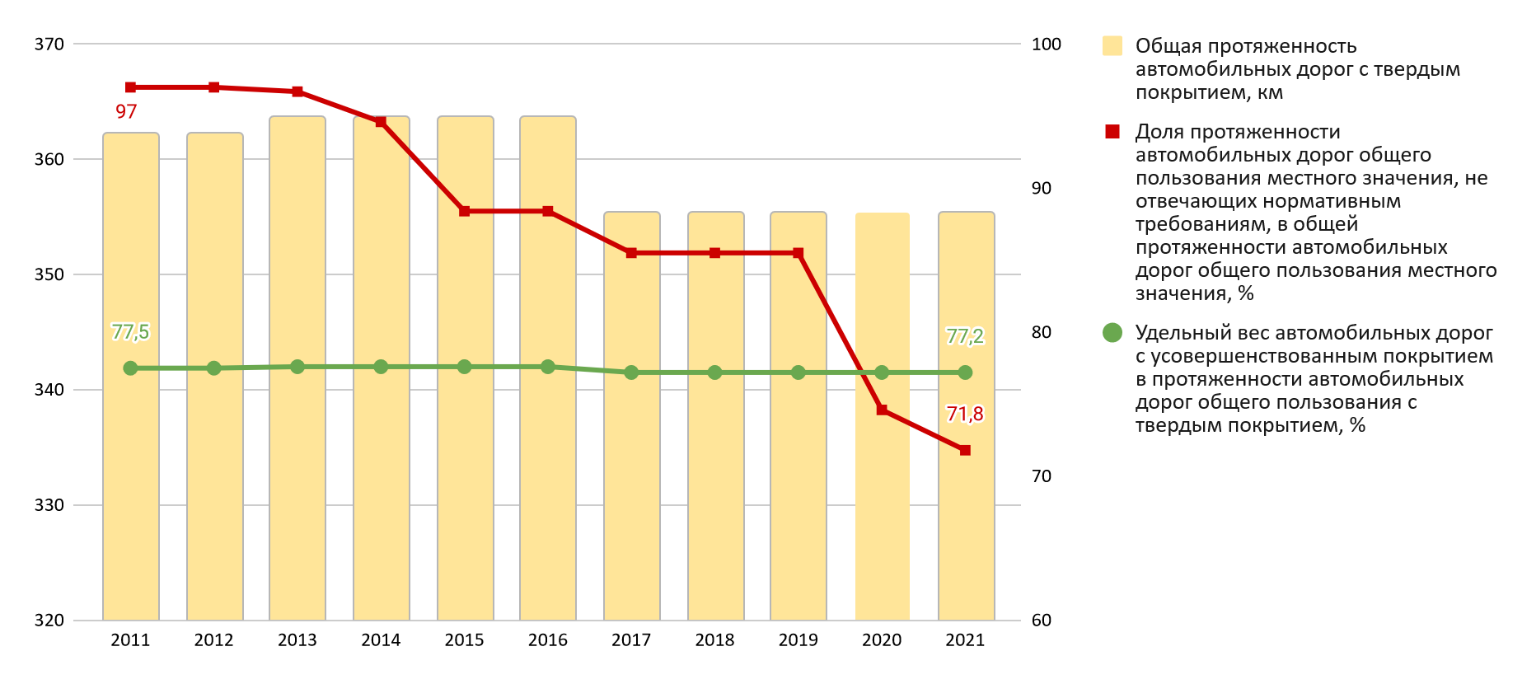 370
360
350
340
330
320
100
90
80
70
60
97
77,5
77,2
71,8
2011 2012 2013 2014 2015 2016 2017 2018 2019 2020 2021
Общая протяженность
автомобильных дорог с твердым
покрытием, км
Доля протяженности
автомобильных дорог общего
пользования местного значения, не
отвечающих нормативным
требованиям, в общей
протяженности автомобильных
дорог общего пользования местного
значения, %
Удельный вес автомобильных дорог
с усовершенствованным покрытием
в протяженности автомобильных
дорог общего пользования с
твердым покрытием, %